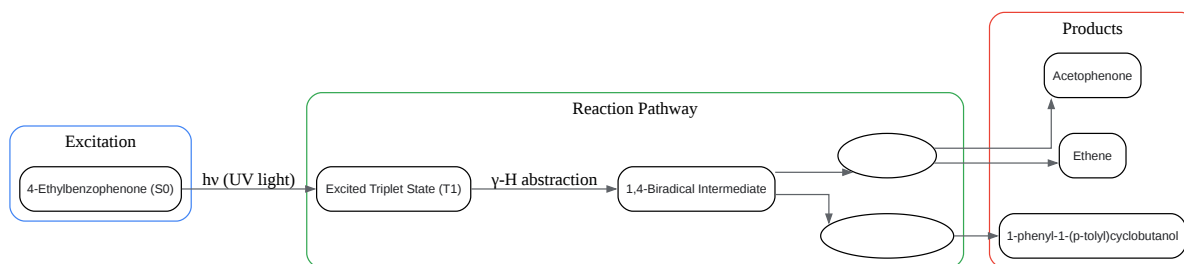 Products
Acetophenone
Reaction Pathway
Excitation
Ethene
4-Ethylbenzophenone (S0)
hν (UV light)
Excited Triplet State (T1)
γ-H abstraction
1,4-Biradical Intermediate
1-phenyl-1-(p-tolyl)cyclobutanol